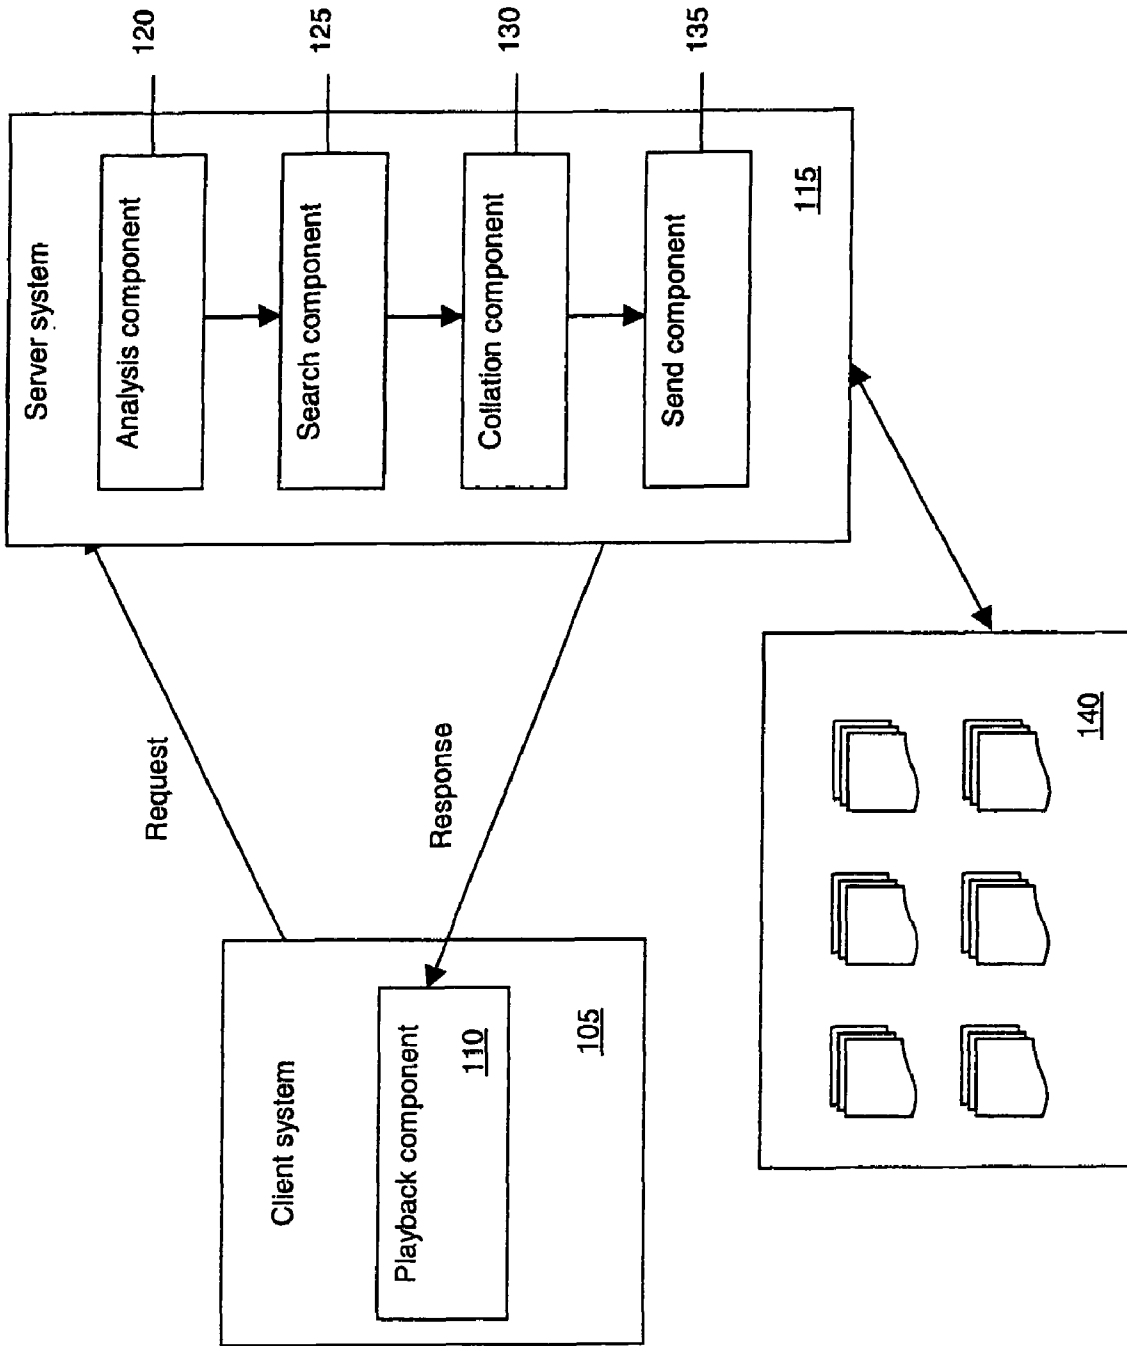 Client system
Playback component
110
105
Request
Response
Server system
Analysis component
120
Search component
125
Collation component
130
Send component
135
115
140